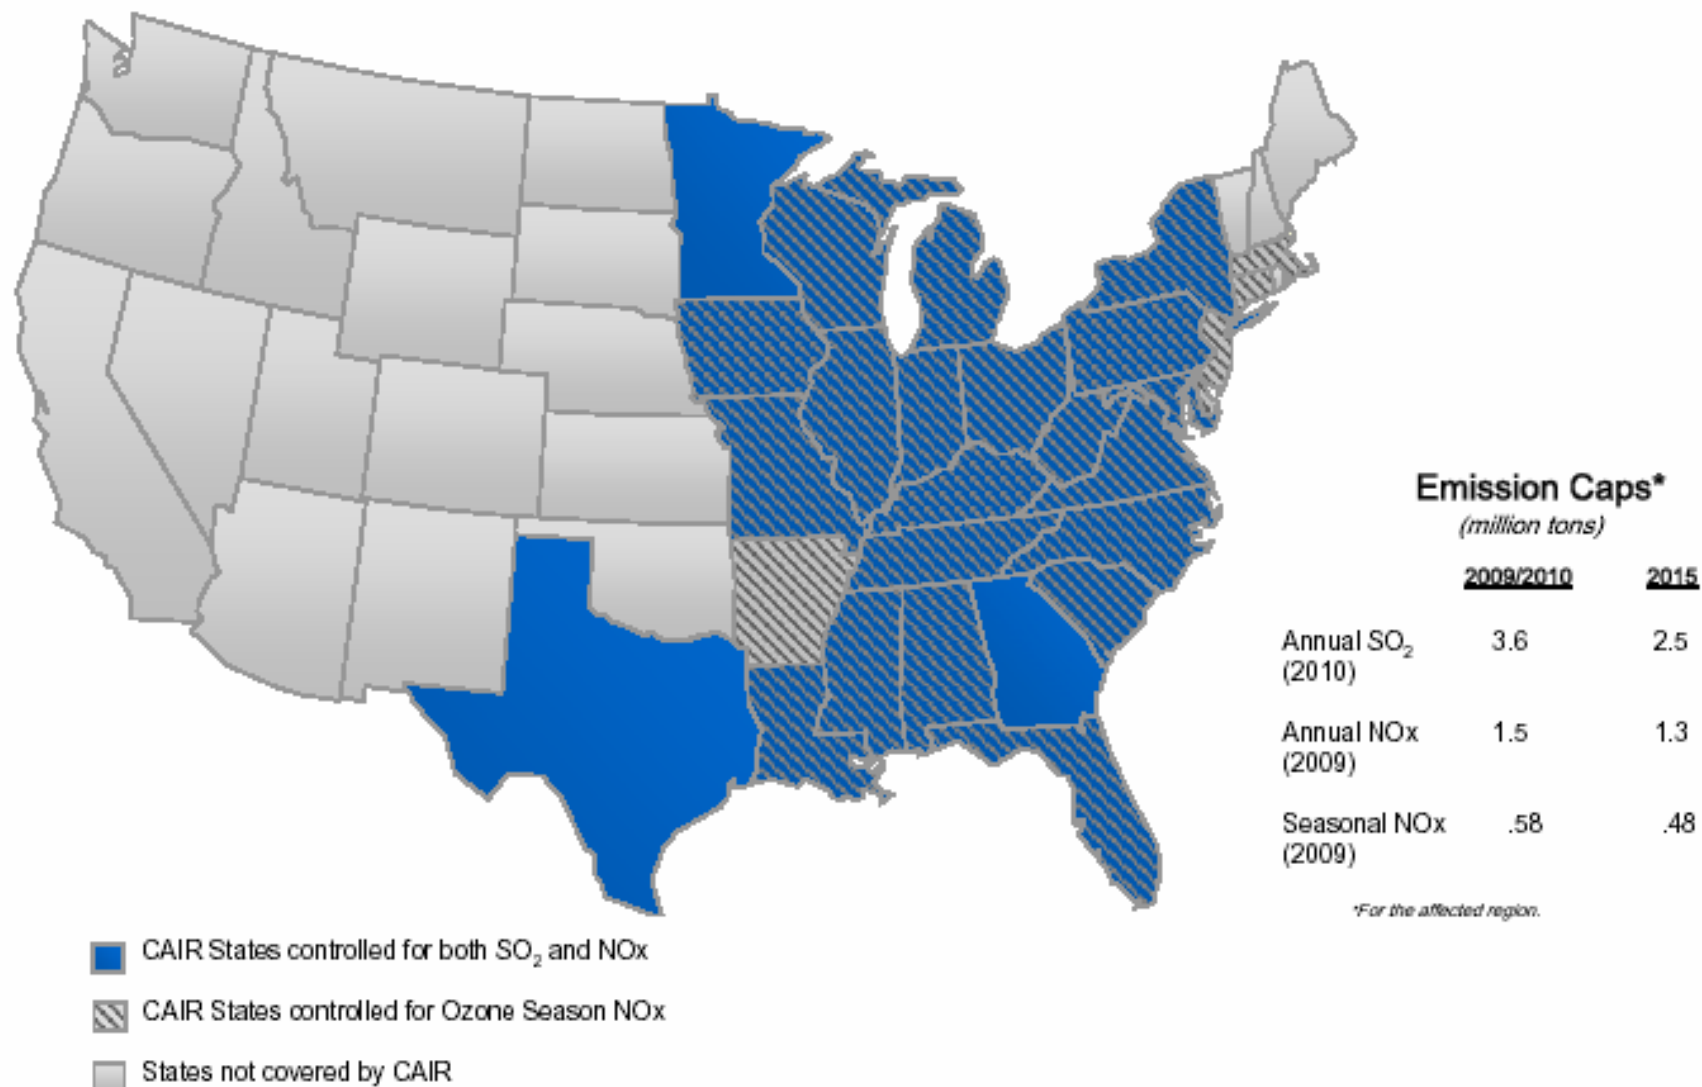 Emission Caps*
(million tons)
2009/2010 2015
Annual SO2 3.6 2.5
(2010)
Annual NOx 1.5 1.3
(2009)
Seasonal NOx .58 .48
(2009)
*For the affected region.
CAIR States controlled for both SO2 and NOx
CAIR States controlled for Ozone Season NOx
States not covered by CAIR